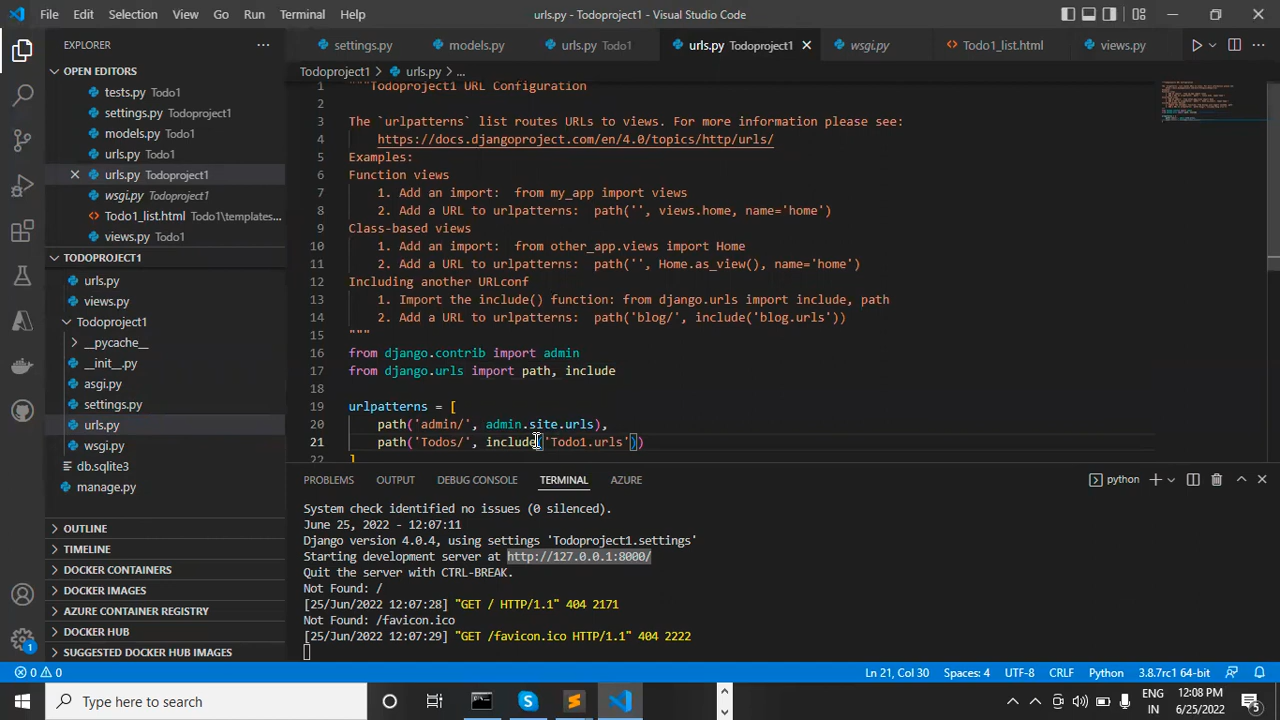 File Edit Selection View Go Run Terminal Help
urls.py - Todoproject1 - Visual Studio Code
EXPLORER
settings.py models.py urls.py Todo1 urls.py Todoproject1 wsgi.py Todo1_list.html views.py
OPEN EDITORS
tests.py Todo1
settings.py Todoproject1
models.py Todo1
urls.py Todo1
urls.py Todoproject1
wsgi.py Todoproject1
Todo1_list.html Todo1\templates...
views.py Todo1
TODOPROJECT1
urls.py
views.py
Todoproject1
__pycache__
__init__.py
asgi.py
settings.py
urls.py
wsgi.py
db.sqlite3
manage.py
OUTLINE
TIMELINE
DOCKER CONTAINERS
DOCKER IMAGES
AZURE CONTAINER REGISTRY
DOCKER HUB
SUGGESTED DOCKER HUB IMAGES
Todoproject1 > urls.py > ...
1 """Todoproject1 URL Configuration
2
3 The `urlpatterns` list routes URLs to views. For more information please see:
4 https://docs.djangoproject.com/en/4.0/topics/http/urls/
5 Examples:
6 Function views
7 1. Add an import:  from my_app import views
8 2. Add a URL to urlpatterns:  path('', views.home, name='home')
9 Class-based views
10 1. Add an import:  from other_app.views import Home
11 2. Add a URL to urlpatterns:  path('', Home.as_view(), name='home')
12 Including another URLconf
13 1. Import the include() function: from django.urls import include, path
14 2. Add a URL to urlpatterns:  path('blog/', include('blog.urls'))
15 """
16 from django.contrib import admin
17 from django.urls import path, include
18
19 urlpatterns = [
20 path('admin/', admin.site.urls),
21 path('Todos/', include('Todo1.urls'))
22 ]
PROBLEMS OUTPUT DEBUG CONSOLE TERMINAL AZURE
python
System check identified no issues (0 silenced).
June 25, 2022 - 12:07:11
Django version 4.0.4, using settings 'Todoproject1.settings'
Starting development server at http://127.0.0.1:8000/
Quit the server with CTRL-BREAK.
Not Found: /
[25/Jun/2022 12:07:28] "GET / HTTP/1.1" 404 2171
Not Found: /favicon.ico
[25/Jun/2022 12:07:29] "GET /favicon.ico HTTP/1.1" 404 2222
1
0 0 Ln 21, Col 30 Spaces: 4 UTF-8 CRLF Python 3.8.7rc1 64-bit
Type here to search
ENG
IN
12:08 PM
6/25/2022
5